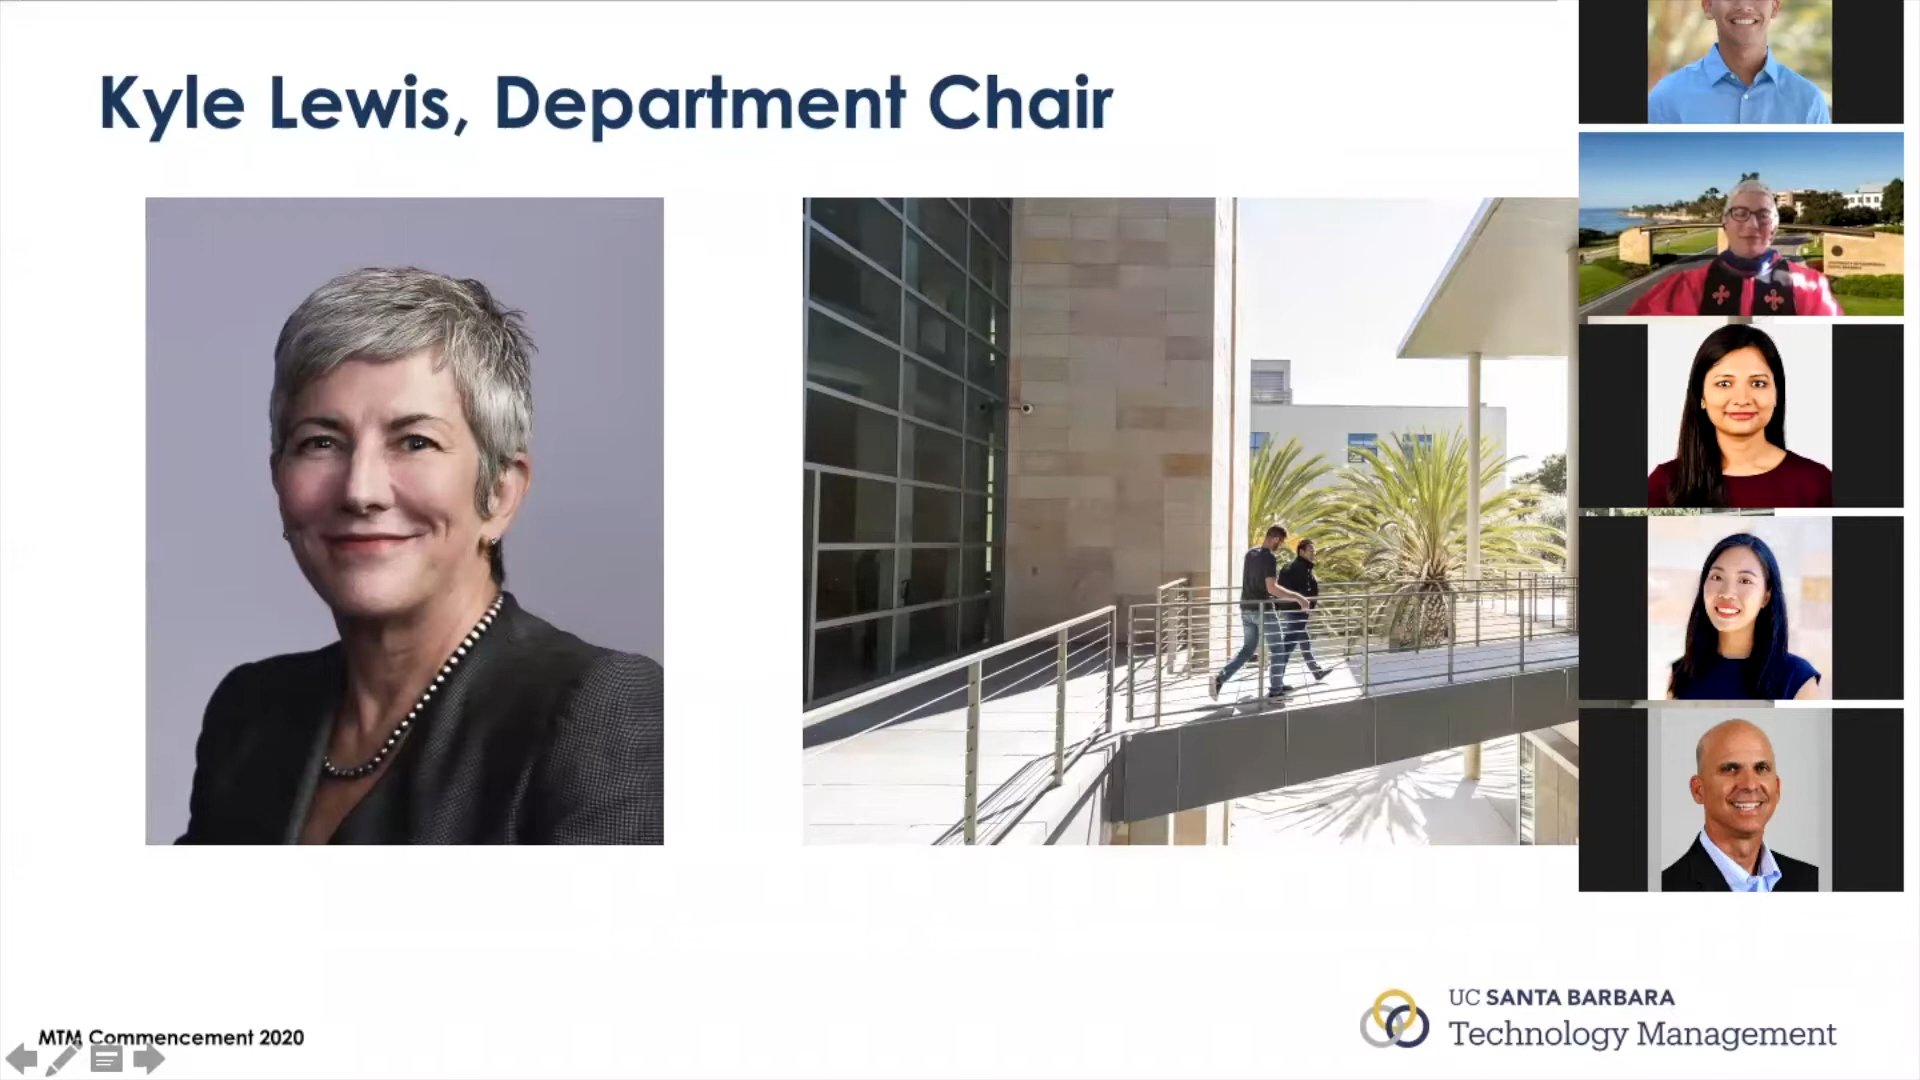 Kyle Lewis, Department Chair
MTM Commencement 2020
UC SANTA BARBARA
Technology Management